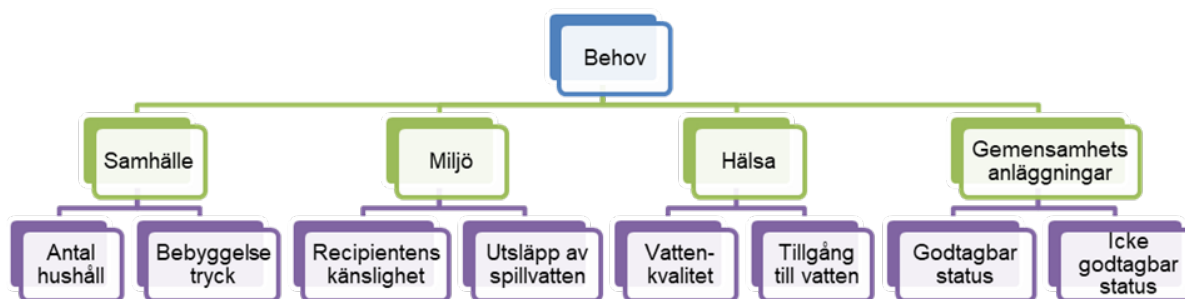 Behov
Samhälle
Miljö
Hälsa
Gemensamhets
anläggningar
Antal
hushåll
Bebyggelse
tryck
Recipientens
känslighet
Utsläpp av
spillvatten
Vatten-
kvalitet
Tillgång
till vatten
Godtagbar
status
Icke
godtagbar
status